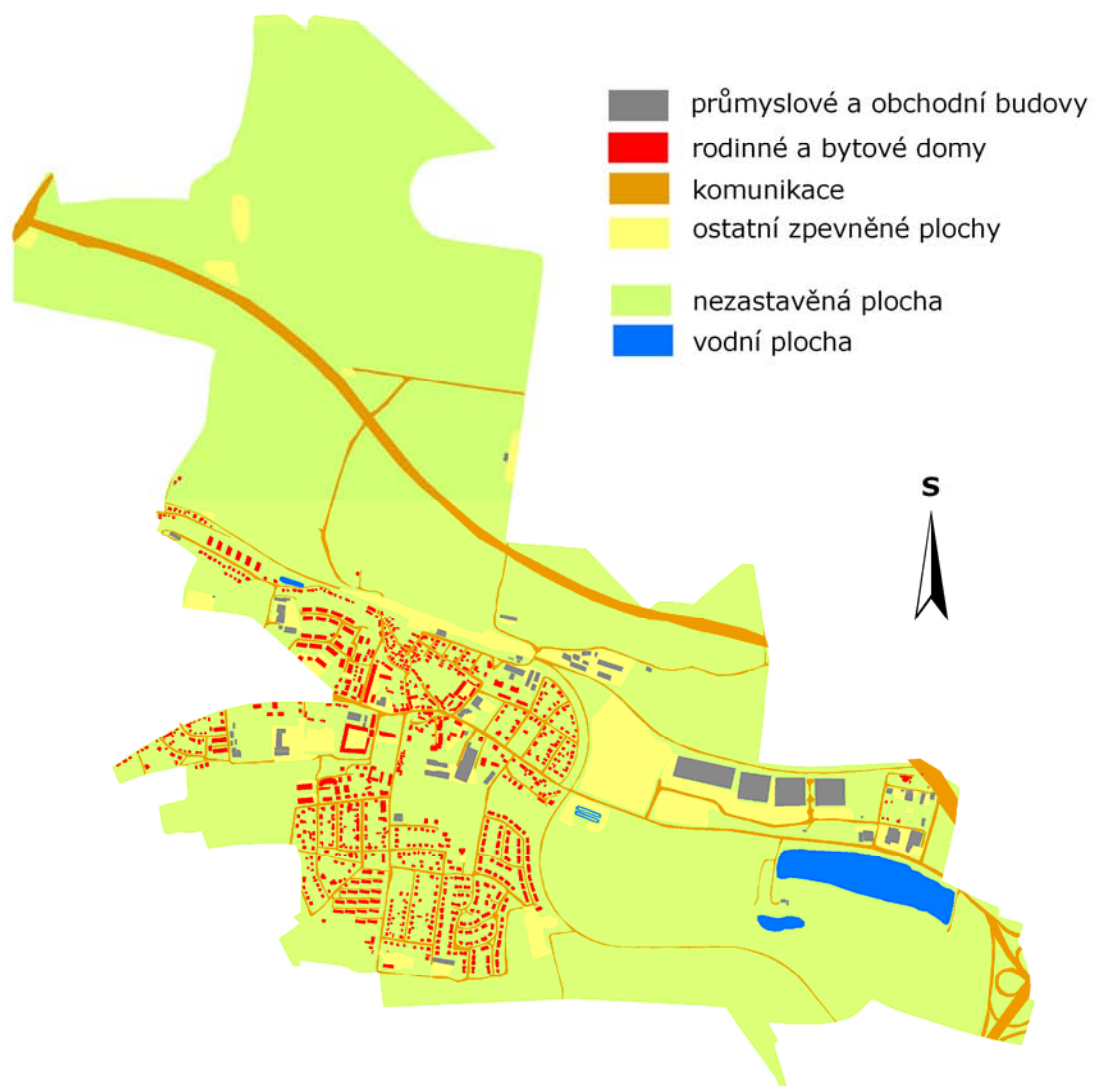 průmyslové a obchodní budovy
rodinné a bytové domy
komunikace
ostatní zpevněné plochy
nezastavěná plocha
vodní plocha
S